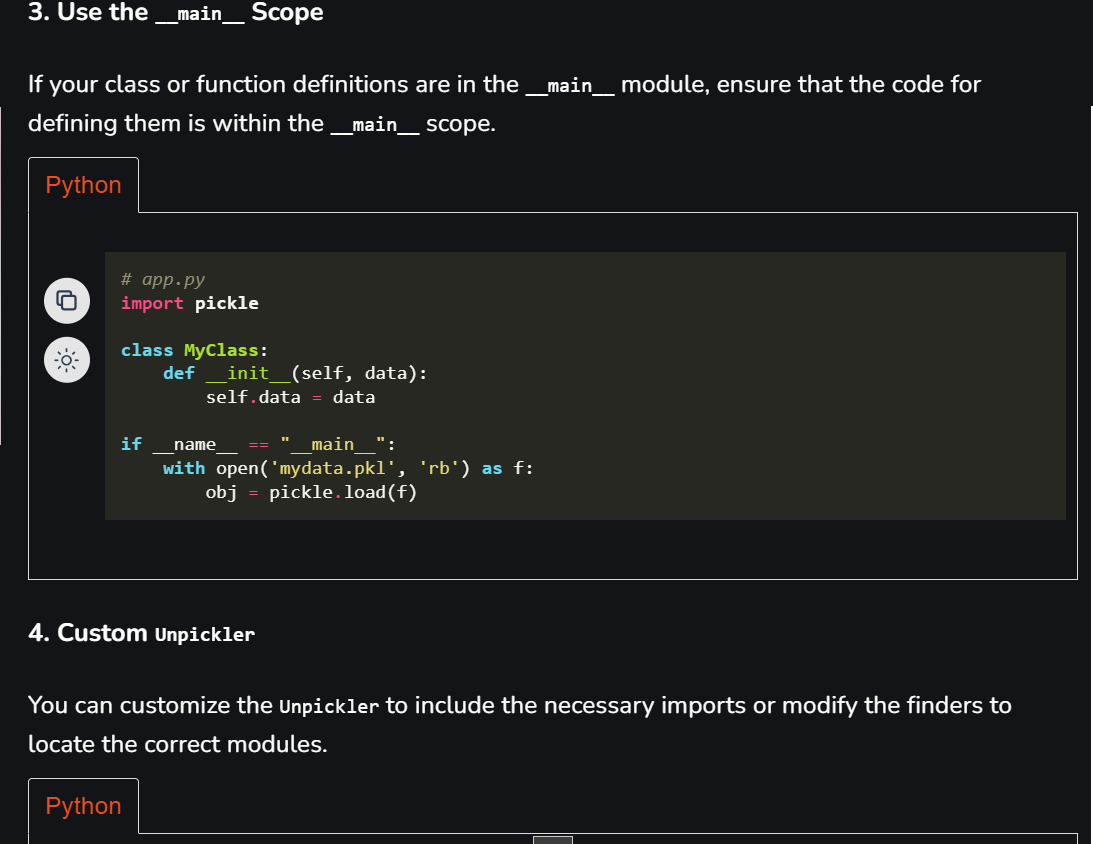 3. Use the __main__ Scope
If your class or function definitions are in the __main__ module, ensure that the code for
defining them is within the __main__ scope.
Python
# app.py
import pickle
class MyClass:
    def __init__(self, data):
        self.data = data
if __name__ == "__main__":
    with open('mydata.pkl', 'rb') as f:
        obj = pickle.load(f)
4. Custom Unpickler
You can customize the Unpickler to include the necessary imports or modify the finders to
locate the correct modules.
Python